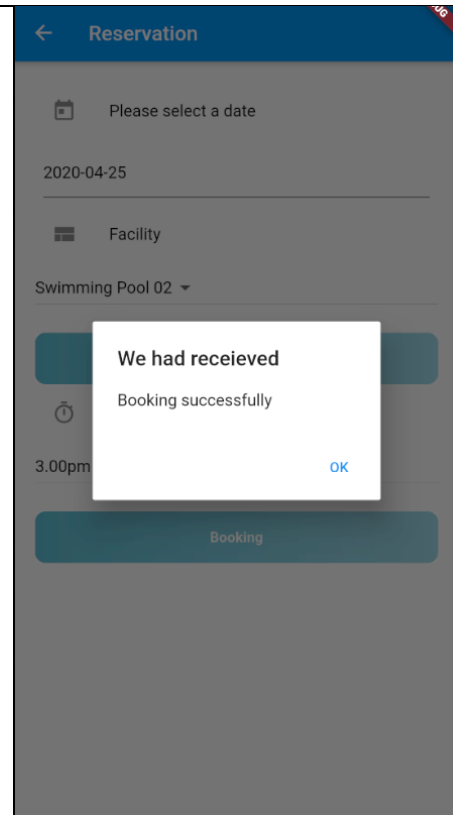 Reservation
UG
Please select a date
2020-04-25
Facility
Swimming Pool 02
We had receieved
Booking successfully
3.00pm
OK
Booking